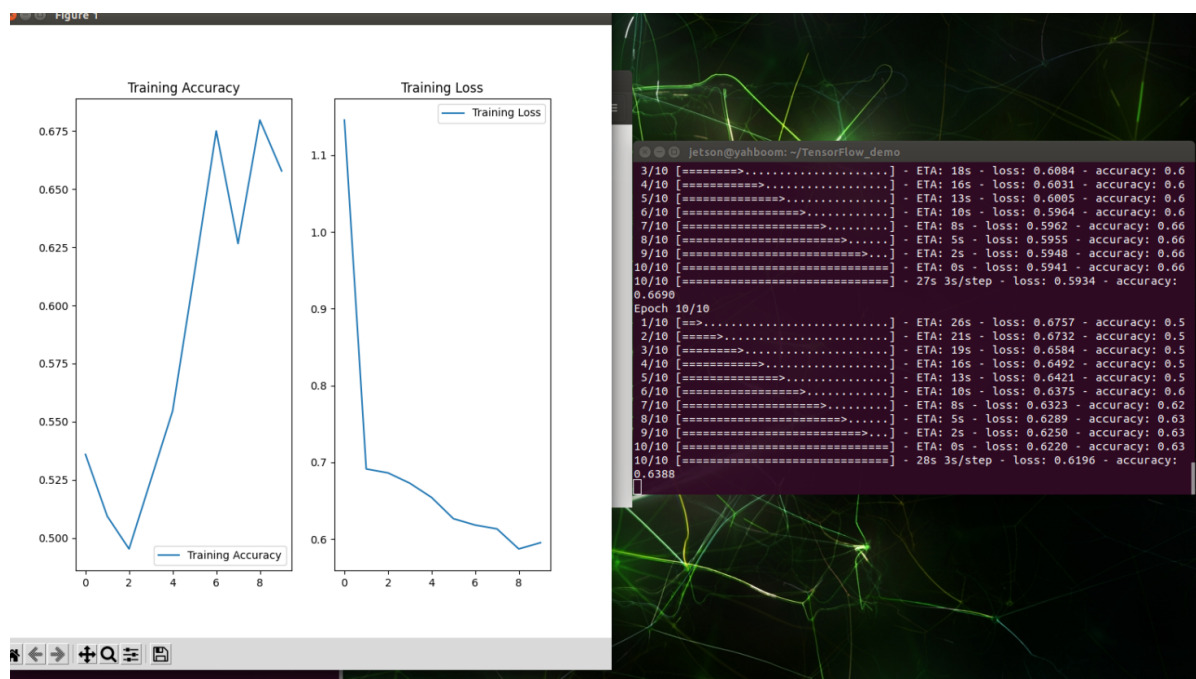 Figure 1
Training Accuracy
0.675
0.650
0.625
0.600
0.575
0.550
0.525
0.500
0 2 4 6 8
Training Accuracy
Training Loss
Training Loss
1.1
1.0
0.9
0.8
0.7
0.6
0 2 4 6 8
jetson@yahboom: ~/TensorFlow_demo
3/10 [========>......................] - ETA: 18s - loss: 0.6084 - accuracy: 0.6
4/10 [===========>...................] - ETA: 16s - loss: 0.6031 - accuracy: 0.6
5/10 [==============>................] - ETA: 13s - loss: 0.6005 - accuracy: 0.6
6/10 [=================>.............] - ETA: 10s - loss: 0.5964 - accuracy: 0.6
7/10 [====================>..........] - ETA: 8s - loss: 0.5962 - accuracy: 0.66
8/10 [=======================>.......] - ETA: 5s - loss: 0.5955 - accuracy: 0.66
9/10 [==========================>....] - ETA: 2s - loss: 0.5948 - accuracy: 0.66
10/10 [==============================] - ETA: 0s - loss: 0.5941 - accuracy: 0.66
10/10 [==============================] - 27s 3s/step - loss: 0.5934 - accuracy:
0.6690
Epoch 10/10
1/10 [==>...........................] - ETA: 26s - loss: 0.6757 - accuracy: 0.5
2/10 [=====>........................] - ETA: 21s - loss: 0.6732 - accuracy: 0.5
3/10 [========>.....................] - ETA: 19s - loss: 0.6584 - accuracy: 0.5
4/10 [===========>..................] - ETA: 16s - loss: 0.6492 - accuracy: 0.5
5/10 [==============>...............] - ETA: 13s - loss: 0.6421 - accuracy: 0.5
6/10 [=================>............] - ETA: 10s - loss: 0.6375 - accuracy: 0.6
7/10 [====================>.........] - ETA: 8s - loss: 0.6323 - accuracy: 0.62
8/10 [=======================>......] - ETA: 5s - loss: 0.6289 - accuracy: 0.63
9/10 [==========================>...] - ETA: 2s - loss: 0.6250 - accuracy: 0.63
10/10 [==============================] - ETA: 0s - loss: 0.6220 - accuracy: 0.63
10/10 [==============================] - 28s 3s/step - loss: 0.6196 - accuracy:
0.6388